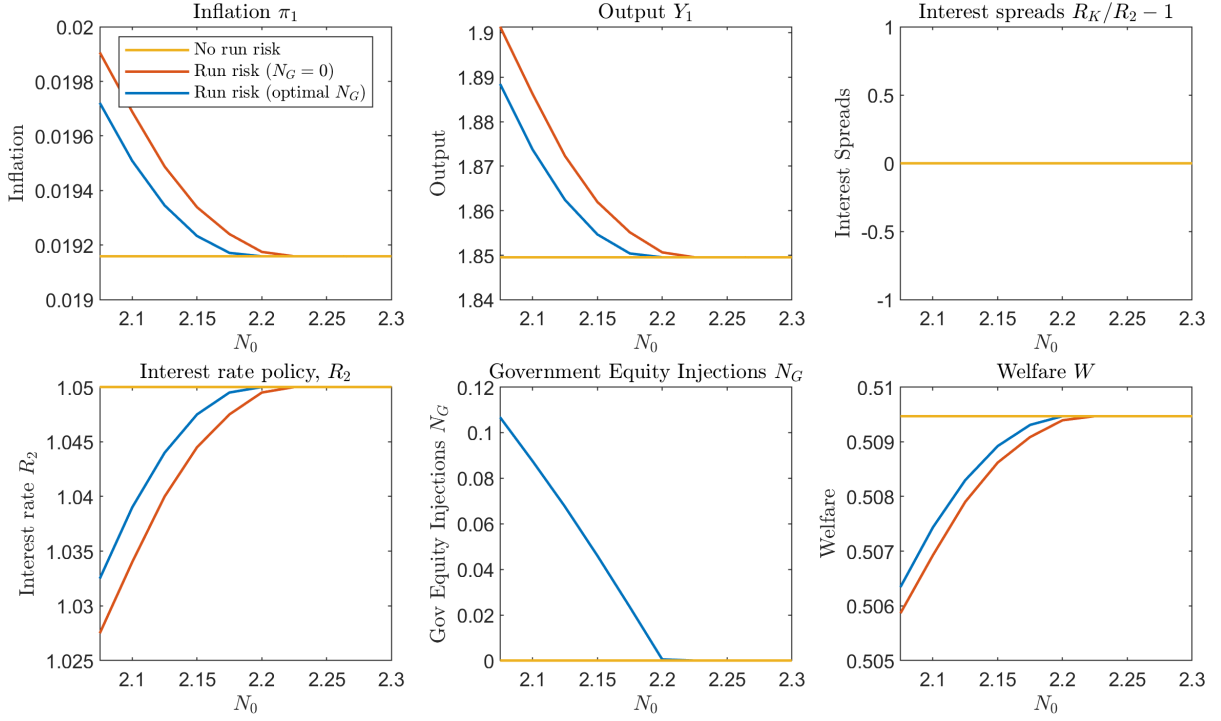 Inflation π₁
0.02
0.0198
0.0196
0.0194
0.0192
0.019
Inflation
No run risk
Run risk (N_G = 0)
Run risk (optimal N_G)
2.1 2.15 2.2 2.25 2.3
N₀
Output Y₁
1.9
1.89
1.88
1.87
1.86
1.85
1.84
Output
2.1 2.15 2.2 2.25 2.3
N₀
Interest spreads R_K/R₂ − 1
1
0.5
0
-0.5
-1
Interest Spreads
2.1 2.15 2.2 2.25 2.3
N₀
Interest rate policy, R₂
1.05
1.045
1.04
1.035
1.03
1.025
Interest rate R₂
2.1 2.15 2.2 2.25 2.3
N₀
Government Equity Injections N_G
0.12
0.1
0.08
0.06
0.04
0.02
0
Gov Equity Injections N_G
2.1 2.15 2.2 2.25 2.3
N₀
Welfare W
0.51
0.509
0.508
0.507
0.506
0.505
Welfare
2.1 2.15 2.2 2.25 2.3
N₀